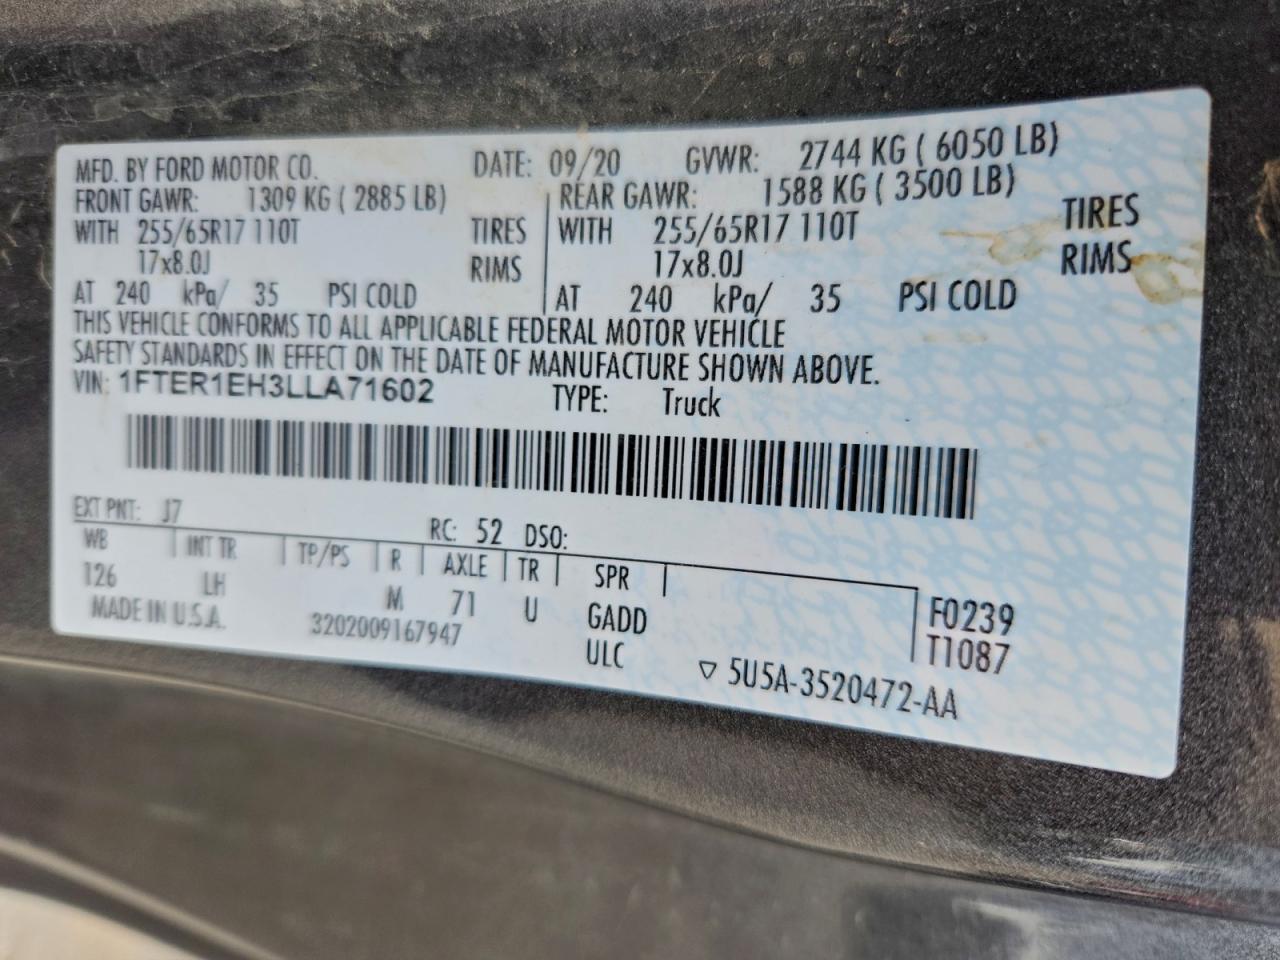 MFD. BY FORD MOTOR CO. DATE: 09/20 GVWR: 2744 KG ( 6050 LB)
FRONT GAWR: 1309 KG ( 2885 LB) REAR GAWR: 1588 KG ( 3500 LB)
WITH 255/65R17 110T TIRES WITH 255/65R17 110T TIRES
17x8.0J RIMS 17x8.0J RIMS
AT 240 kPa/ 35 PSI COLD AT 240 kPa/ 35 PSI COLD
THIS VEHICLE CONFORMS TO ALL APPLICABLE FEDERAL MOTOR VEHICLE
SAFETY STANDARDS IN EFFECT ON THE DATE OF MANUFACTURE SHOWN ABOVE.
VIN: 1FTER1EH3LLA71602 TYPE: Truck
EXT PNT: J7 RC: 52 DSO:
WB INT TR TP/PS R AXLE TR SPR
126 LH M 71 U GADD F0239
MADE IN U.S.A. 3202009167947 ULC T1087
▽ 5U5A-3520472-AA